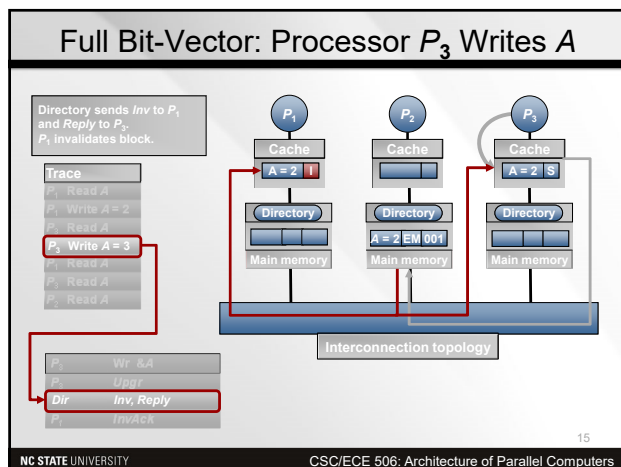 Full Bit-Vector: Processor P3 Writes A
Directory sends Inv to P1
and Reply to P3.
P1 invalidates block.
Trace
P1 Read A
P1 Write A = 2
P3 Read A
P3 Write A = 3
P1 Read A
P3 Read A
P2 Read A
P1
P2
P3
Cache
Cache
Cache
A = 2 I
A = 2 S
Directory
Directory
Directory
A = 2 EM 001
Main memory
Main memory
Main memory
Interconnection topology
P3 Wr &A
P3 Upgr
Dir Inv, Reply
P1 InvAck
15
NC STATE UNIVERSITY
CSC/ECE 506: Architecture of Parallel Computers